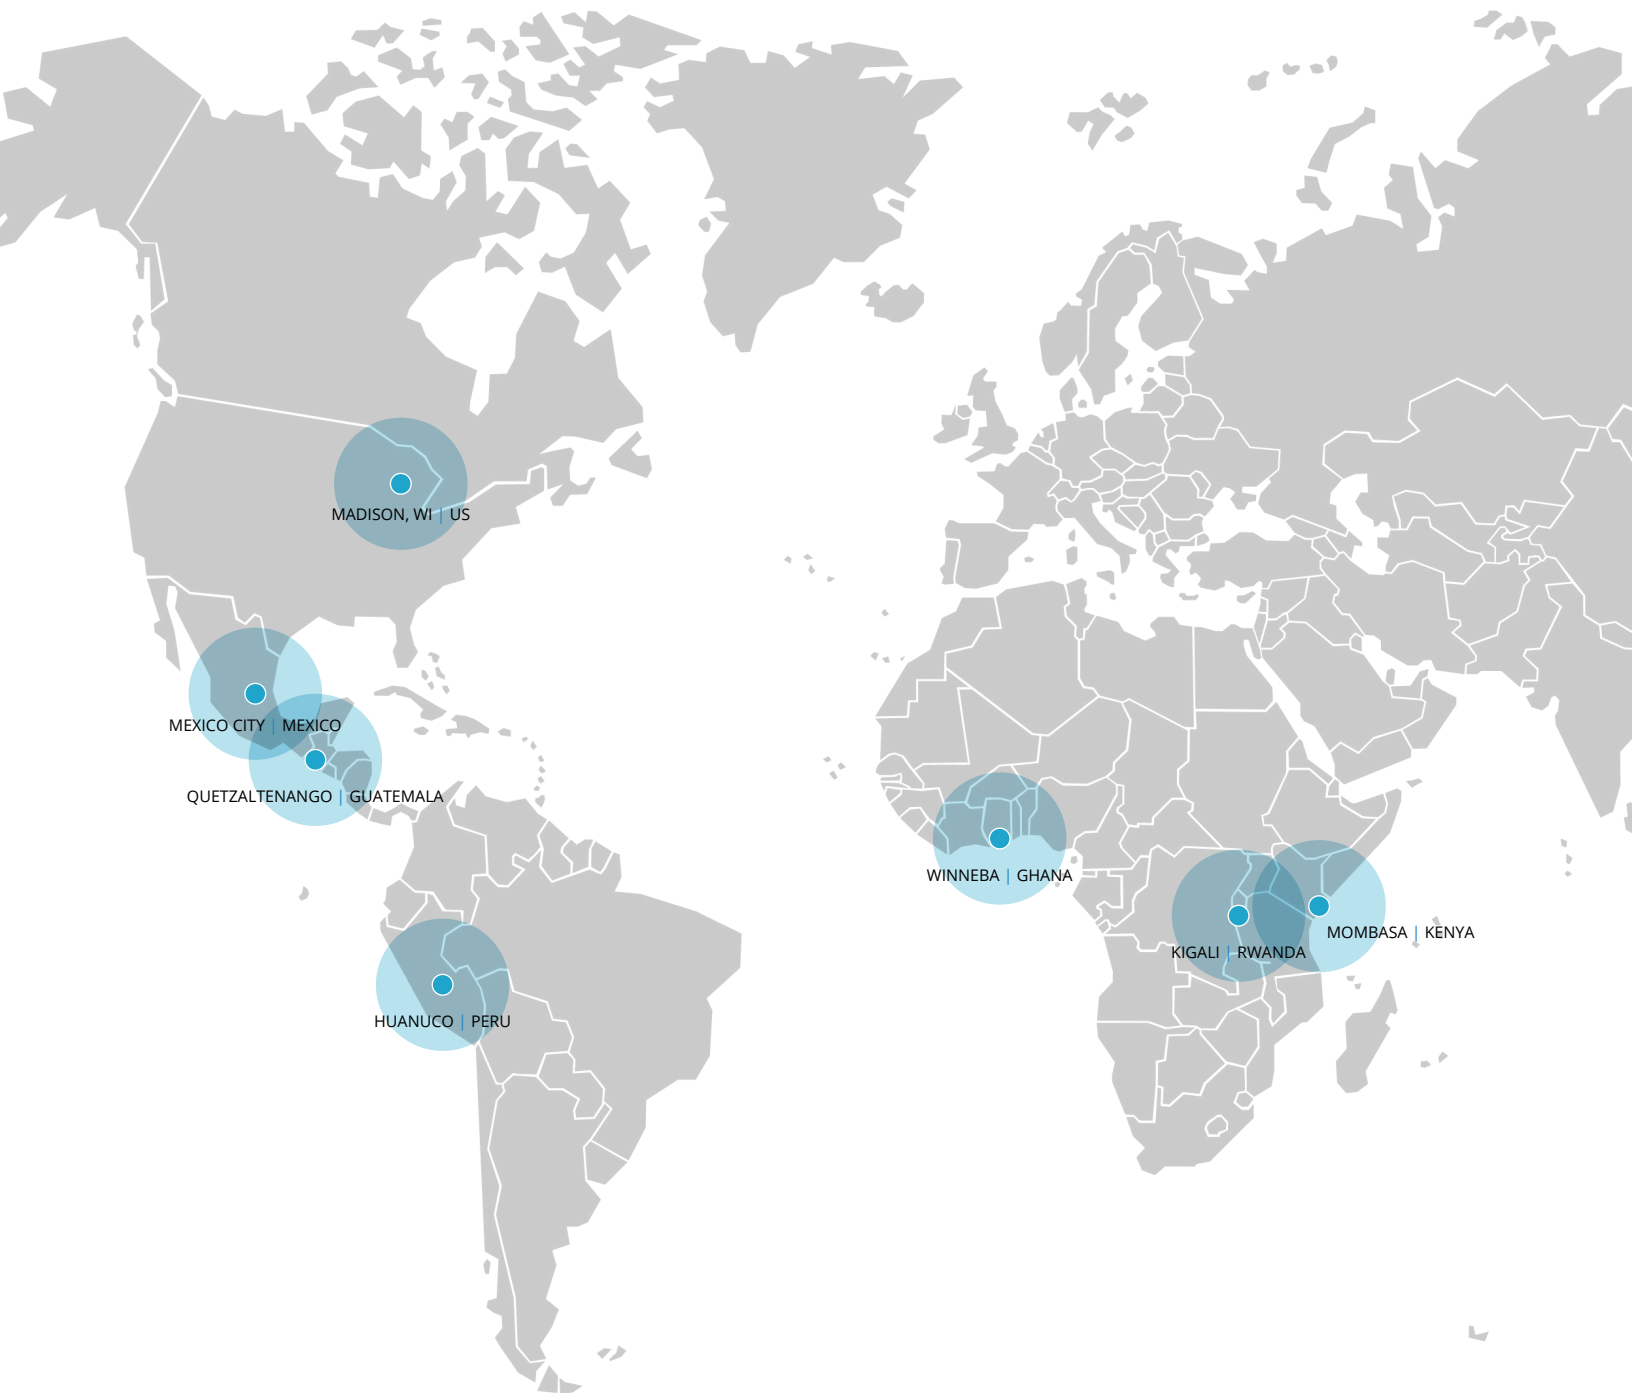 MADISON, WI | US
MEXICO CITY | MEXICO
QUETZALTENANGO | GUATEMALA
WINNEBA | GHANA
MOMBASA | KENYA
KIGALI | RWANDA
HUANUCO | PERU